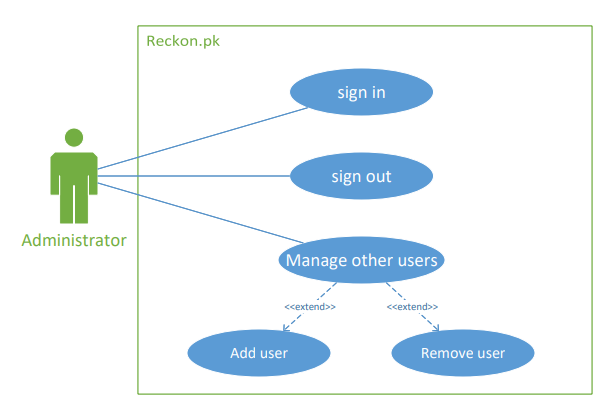 Reckon.pk
sign in
sign out
Administrator
Manage other users
<<extend>>
<<extend>>
Add user
Remove user